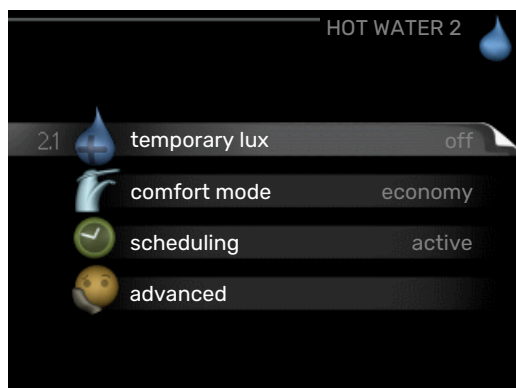 HOT WATER 2
2.1 temporary lux off
comfort mode economy
scheduling active
advanced